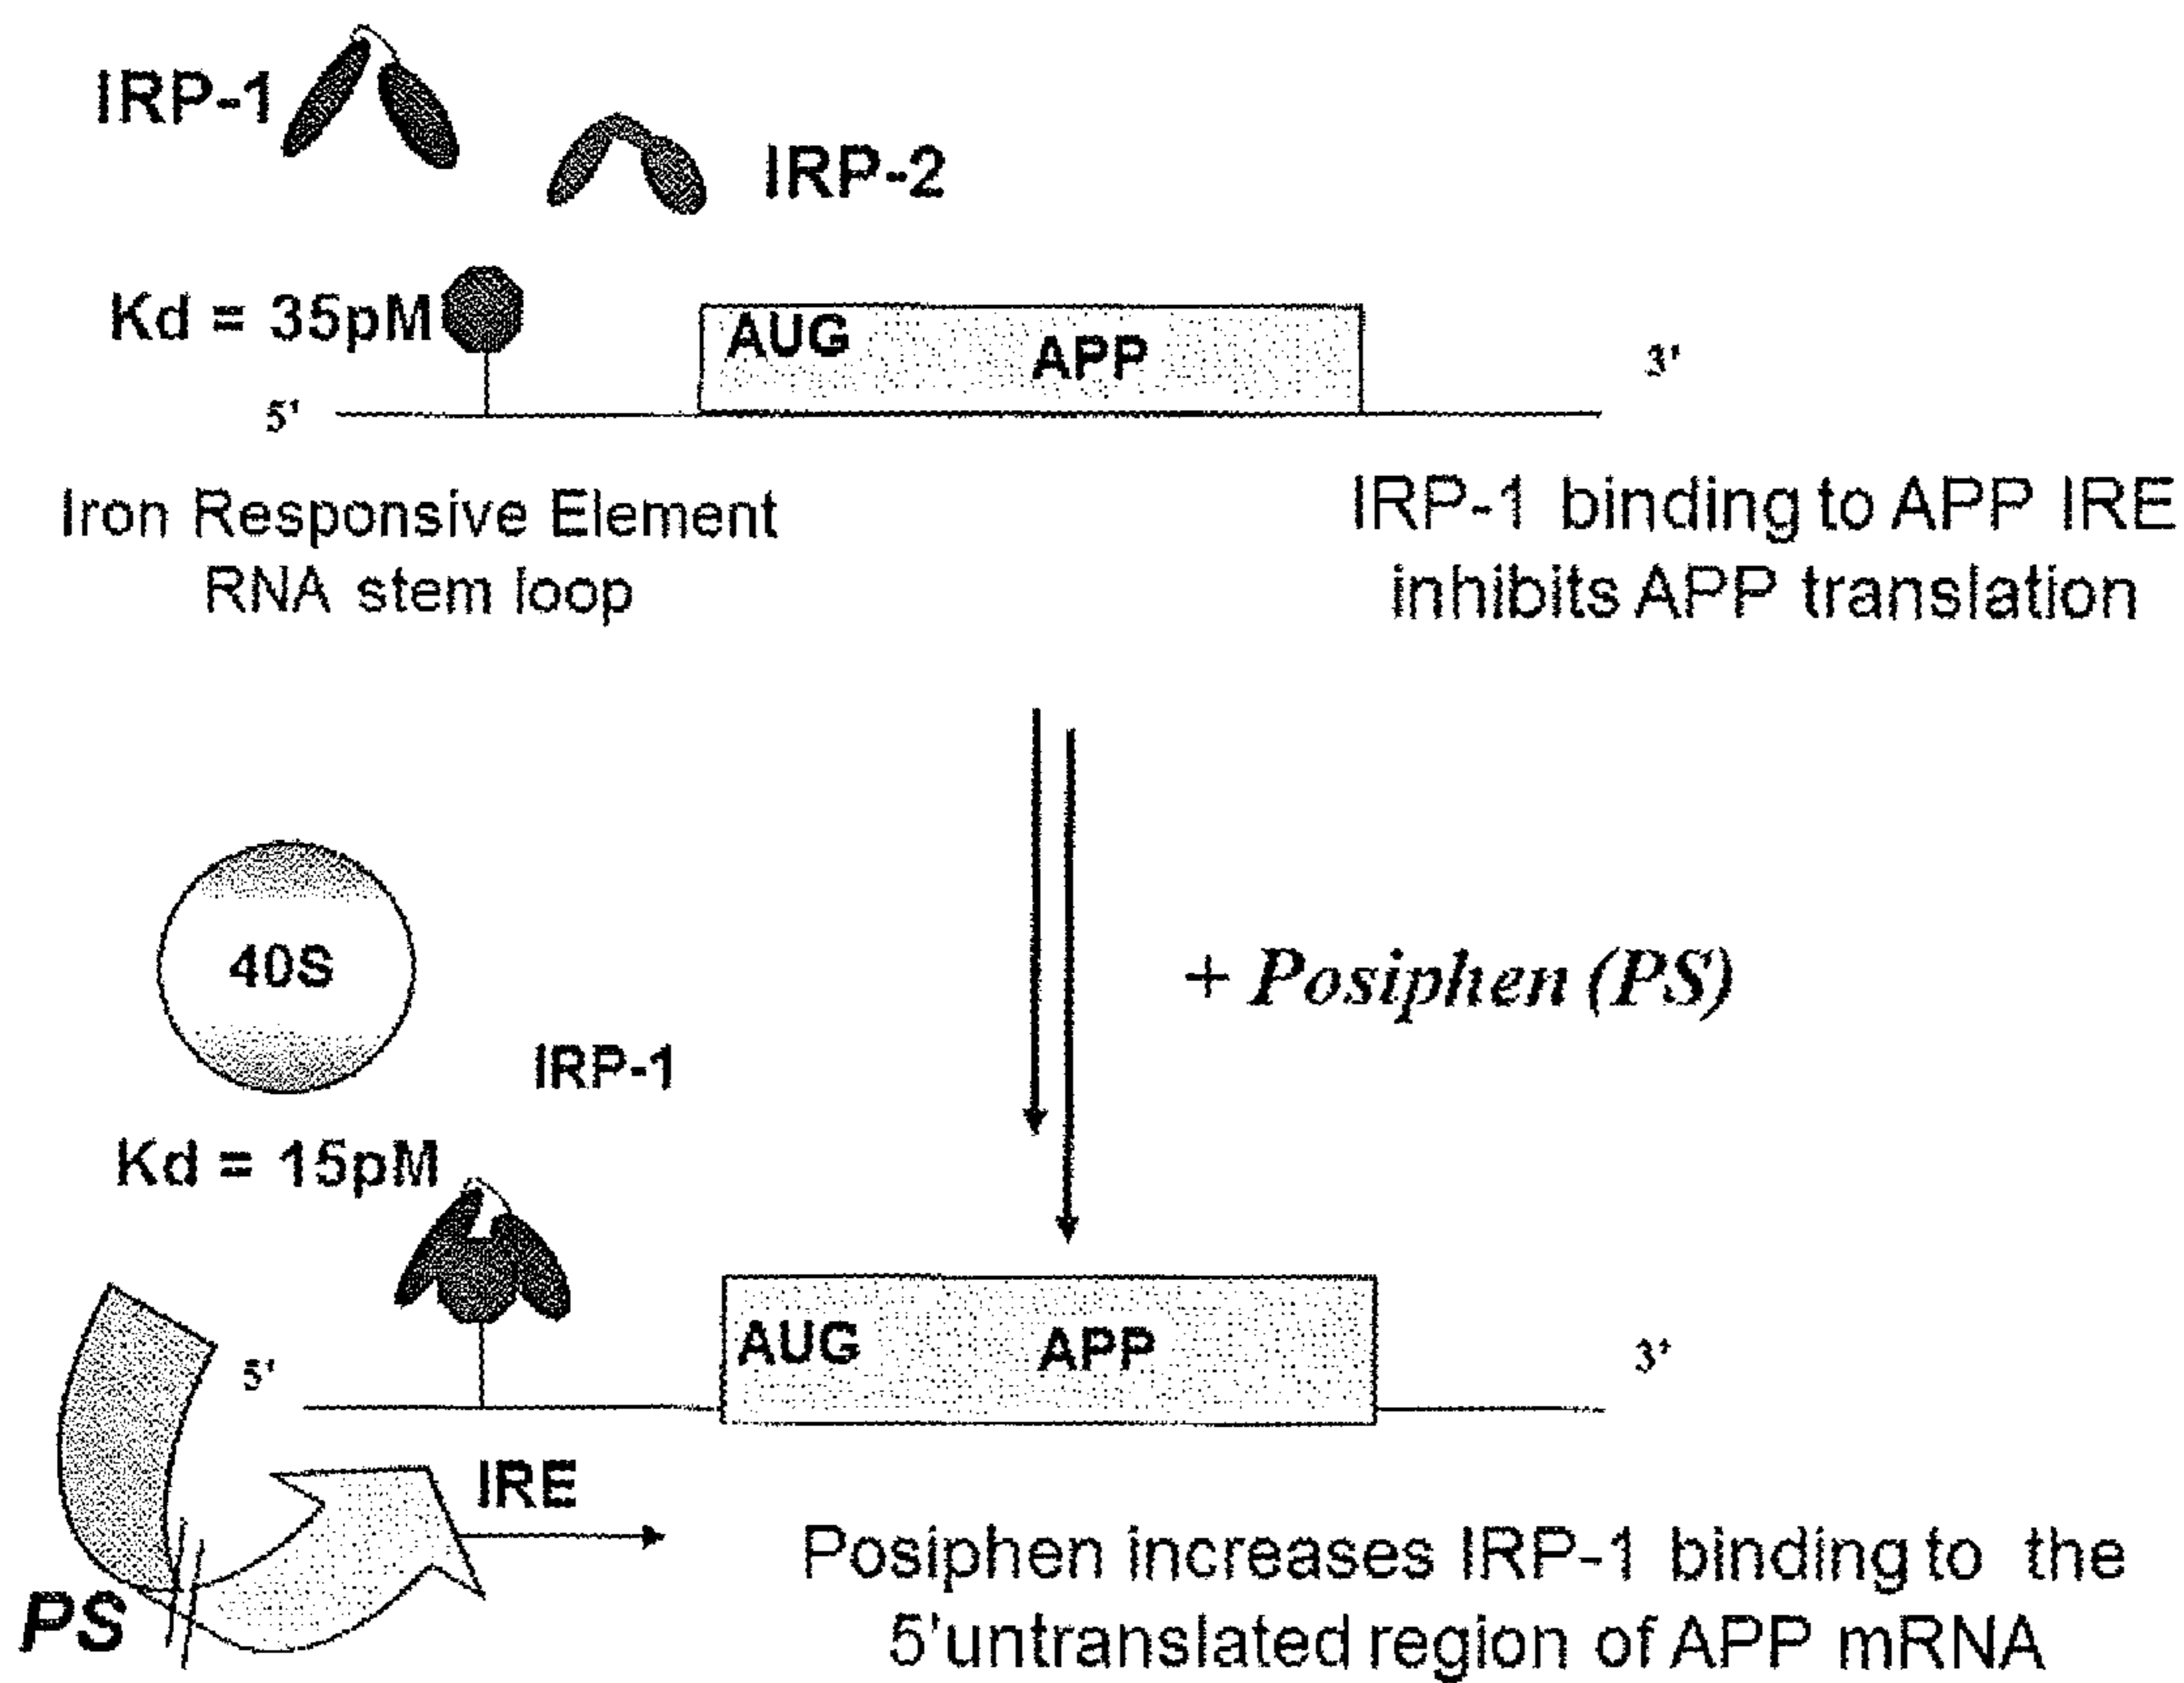 IRP-1
IRP-2
Kd = 35pM
AUG
APP
5'
3'
Iron Responsive Element
RNA stem loop
IRP-1 binding to APP IRE
inhibits APP translation
+ Posiphen (PS)
40S
IRP-1
Kd = 15pM
5'
AUG
APP
3'
IRE
PS
Posiphen increases IRP-1 binding to the
5'untranslated region of APP mRNA